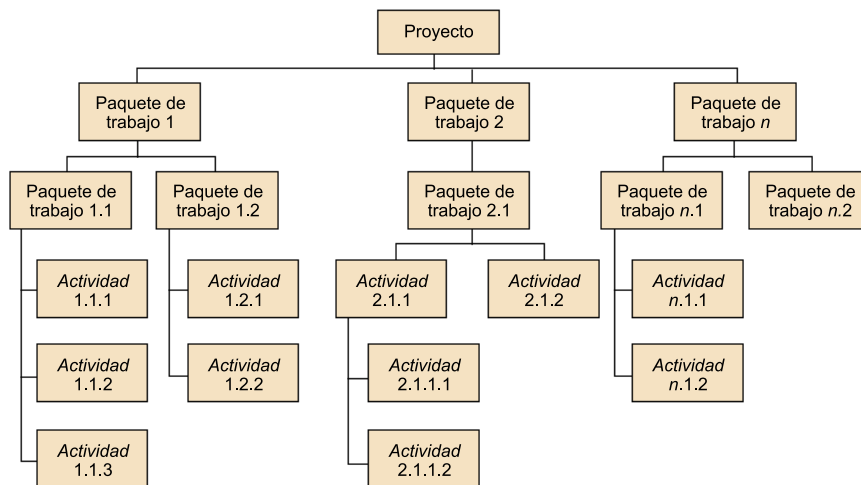 Proyecto
Paquete de
trabajo 1
Paquete de
trabajo 2
Paquete de
trabajo n
Paquete de
trabajo 1.1
Paquete de
trabajo 1.2
Paquete de
trabajo 2.1
Paquete de
trabajo n.1
Paquete de
trabajo n.2
Actividad
1.1.1
Actividad
1.2.1
Actividad
2.1.1
Actividad
2.1.2
Actividad
n.1.1
Actividad
1.1.2
Actividad
1.2.2
Actividad
2.1.1.1
Actividad
n.1.2
Actividad
1.1.3
Actividad
2.1.1.2